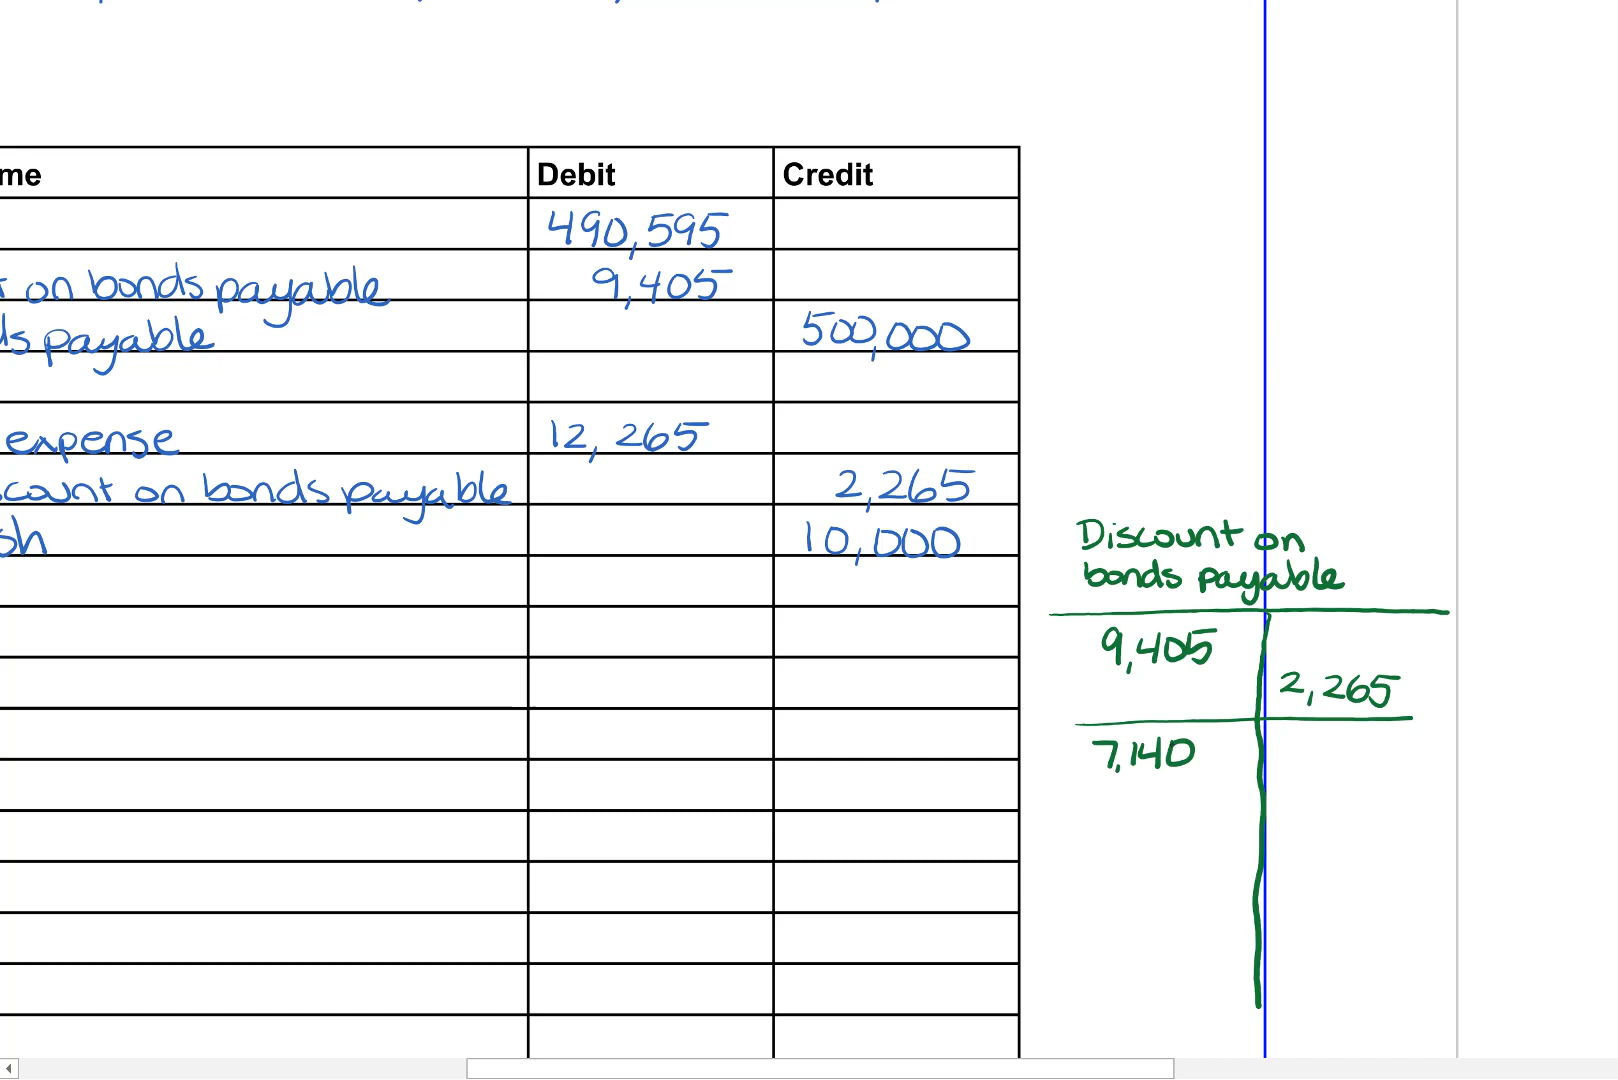 me Debit Credit
490,595
on bonds payable 9,405
payable 500,000
expense 12,265
count on bonds payable 2,265
sh 10,000
Discount on
bonds payable
9,405
2,265
7,140